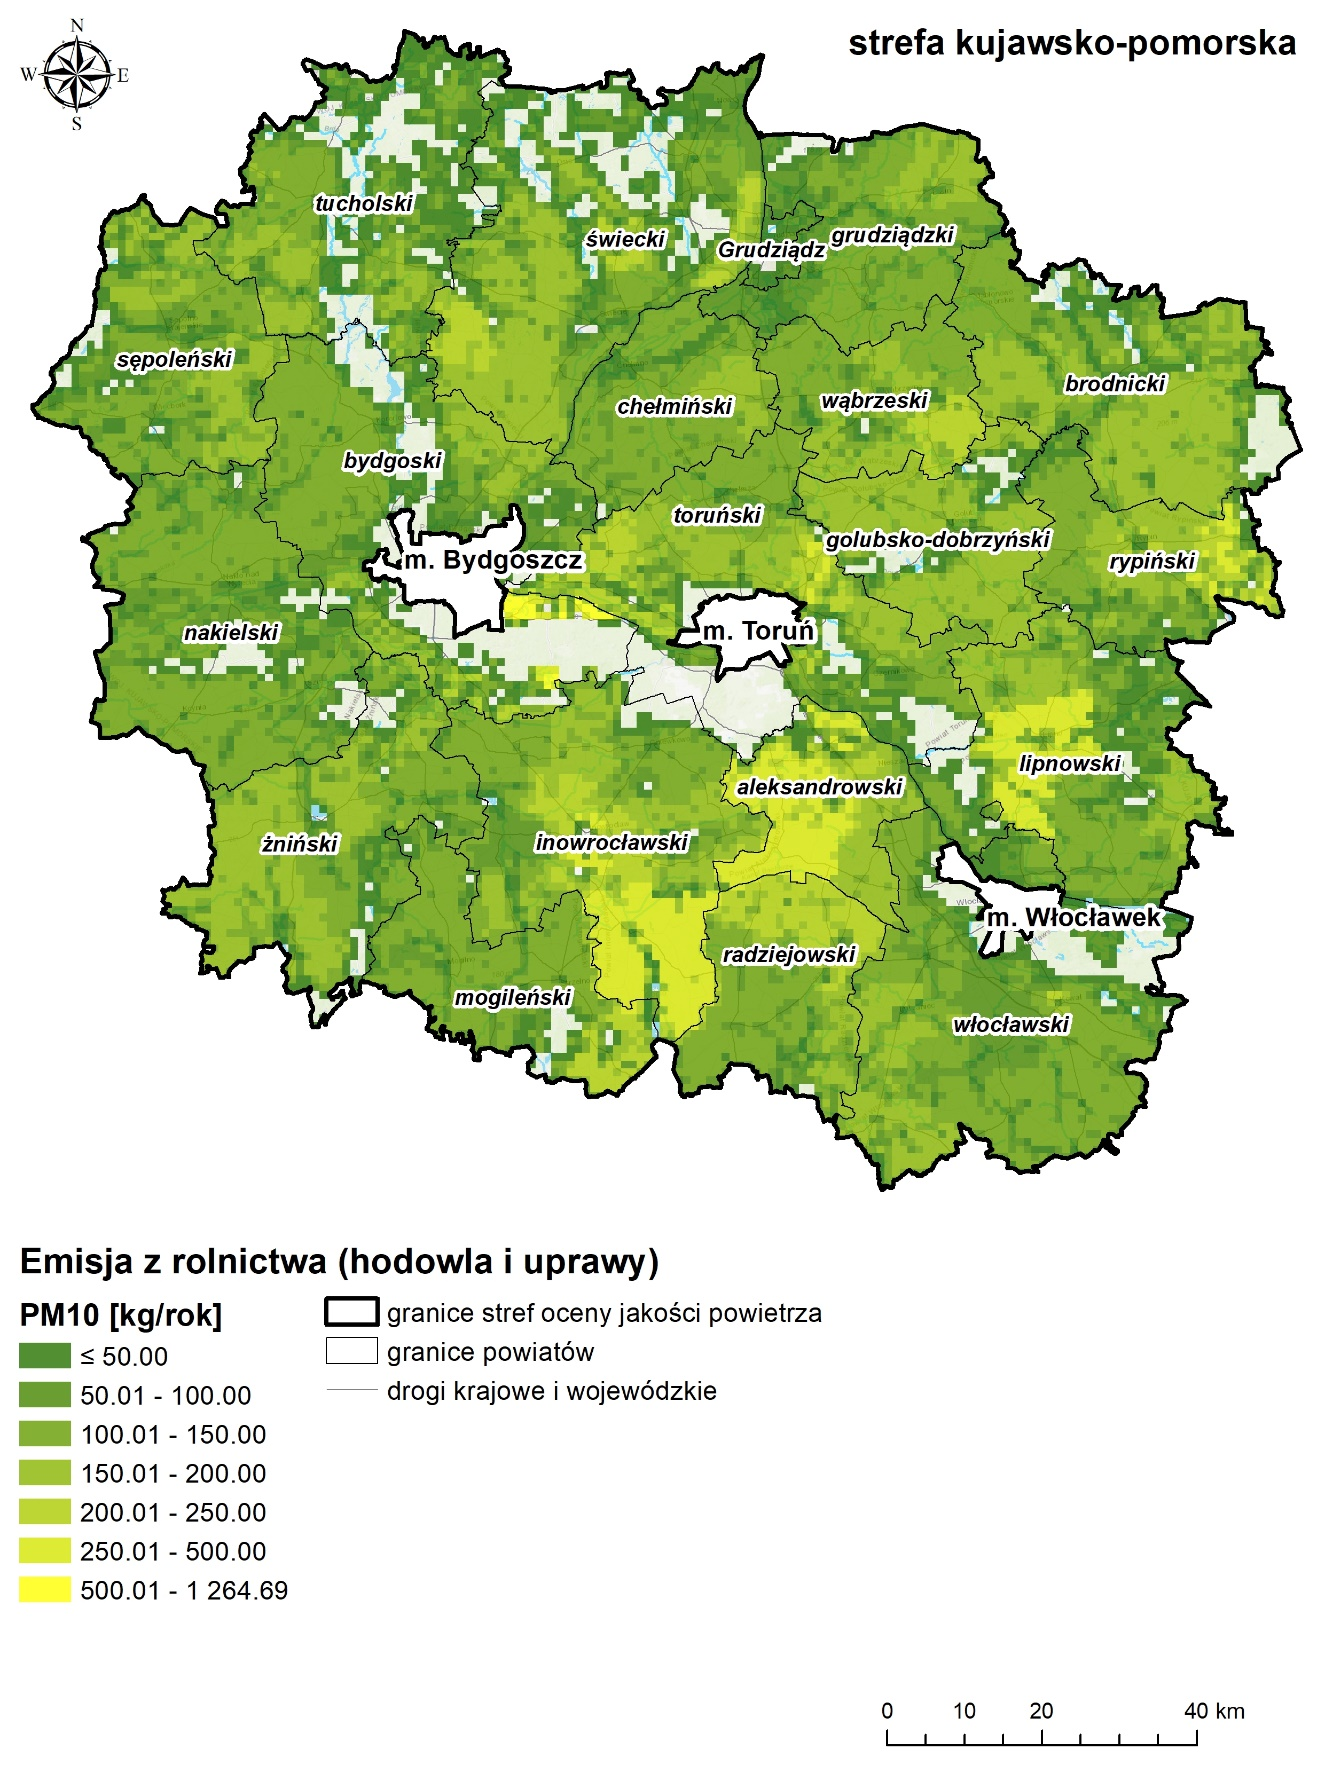 N
W E
S
strefa kujawsko-pomorska
tucholski
świecki
Grudziądz
grudziądzki
sępoleński
brodnicki
chełmiński
wąbrzeski
bydgoski
toruński
golubsko-dobrzyński
m. Bydgoszcz
rypiński
nakielski
m. Toruń
lipnowski
aleksandrowski
żniński
inowrocławski
m. Włocławek
radziejowski
mogileński
włocławski
Emisja z rolnictwa (hodowla i uprawy)
PM10 [kg/rok]
≤ 50.00
50.01 - 100.00
100.01 - 150.00
150.01 - 200.00
200.01 - 250.00
250.01 - 500.00
500.01 - 1 264.69
granice stref oceny jakości powietrza
granice powiatów
drogi krajowe i wojewódzkie
0 10 20 40 km